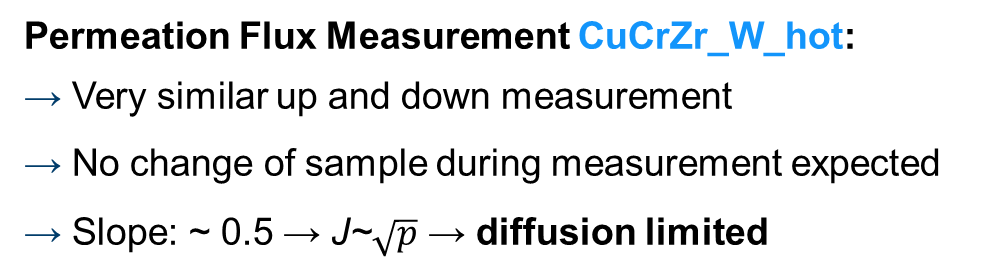 Permeation Flux Measurement CuCrZr_W_hot:
→ Very similar up and down measurement
→ No change of sample during measurement expected
→ Slope: ~ 0.5 → J~√p → diffusion limited